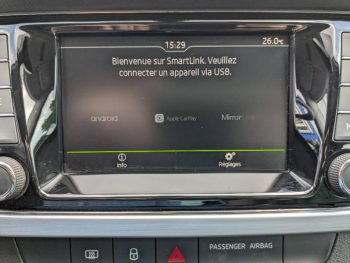 15:29 26.0°C
Bienvenue sur SmartLink. Veuillez
connecter un appareil via USB.
android Apple CarPlay Mirror
Info Réglages
PASSENGER AIRBAG